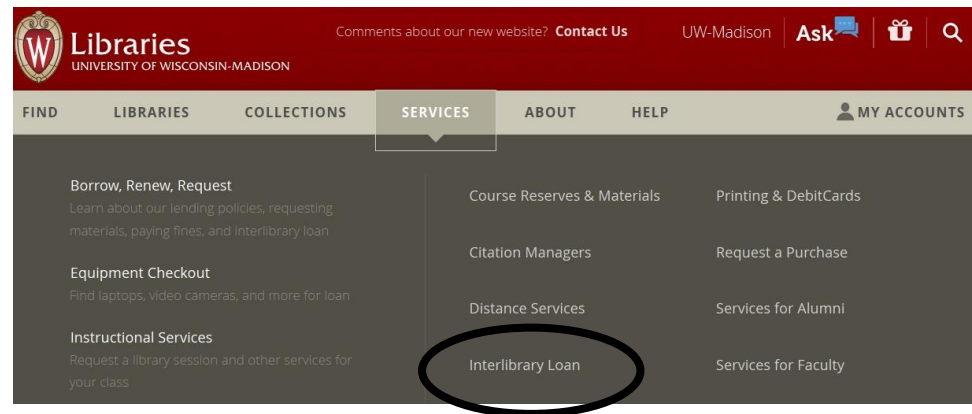 Comments about our new website? Contact Us
UW-Madison
Ask
W
Libraries
UNIVERSITY OF WISCONSIN-MADISON
FIND
LIBRARIES
COLLECTIONS
SERVICES
ABOUT
HELP
MY ACCOUNTS
Borrow, Renew, Request
Learn about our lending policies, requesting
materials, paying fines, and interlibrary loan
Equipment Checkout
Find laptops, video cameras, and more for loan
Instructional Services
Request a library session and other services for
your class
Course Reserves & Materials
Citation Managers
Distance Services
Interlibrary Loan
Printing & DebitCards
Request a Purchase
Services for Alumni
Services for Faculty